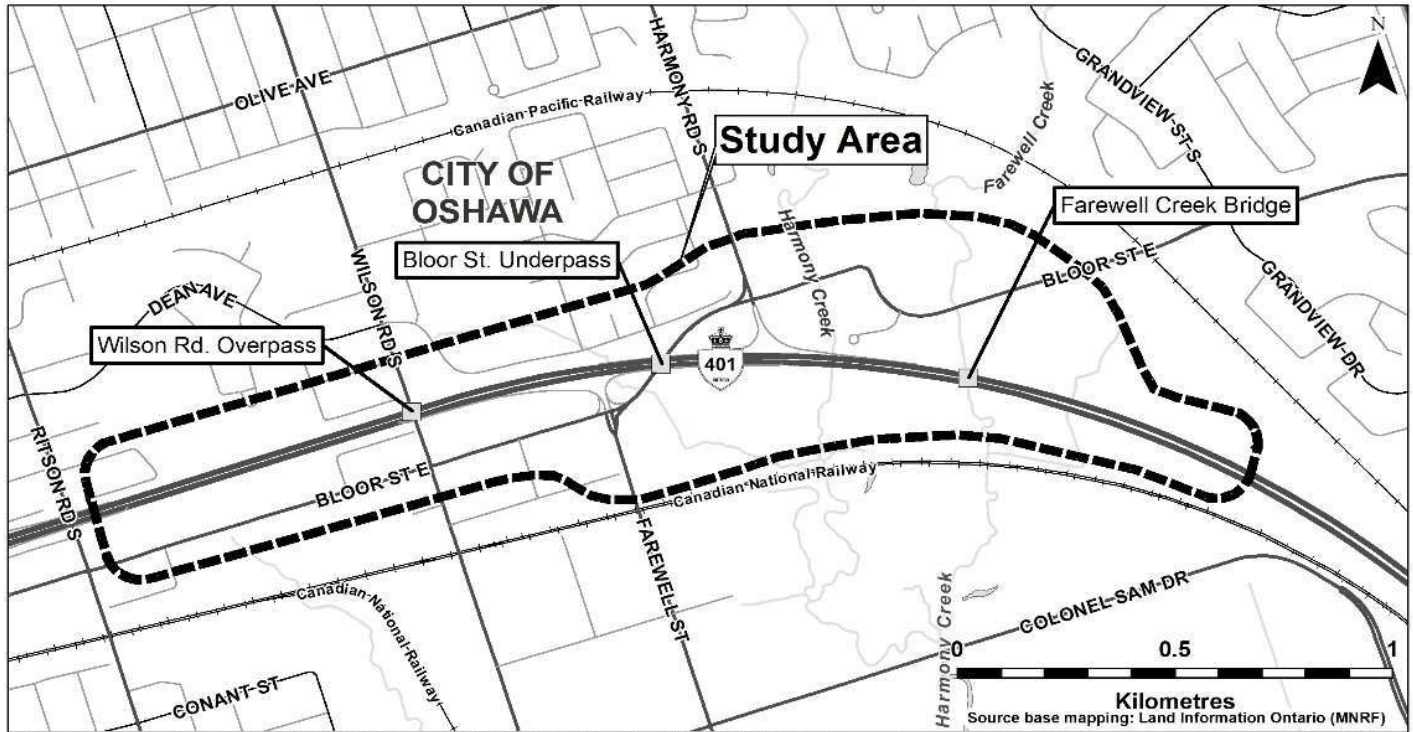 N
HARMONY RD S
GRANDVIEW ST S
OLIVE AVE
Canadian Pacific Railway
Study Area
Farewell Creek
CITY OF
OSHAWA
Farewell Creek Bridge
Harmony Creek
Bloor St. Underpass
BLOOR ST E
WILSON RD S
DEAN AVE
GRANDVIEW DR
Wilson Rd. Overpass
401
RITSON RD S
BLOOR ST E
Canadian National Railway
FAREWELL ST
Canadian National Railway
COLONEL SAM DR
Harmony Creek
CONANT ST
0 0.5 1
Kilometres
Source base mapping: Land Information Ontario (MNRF)